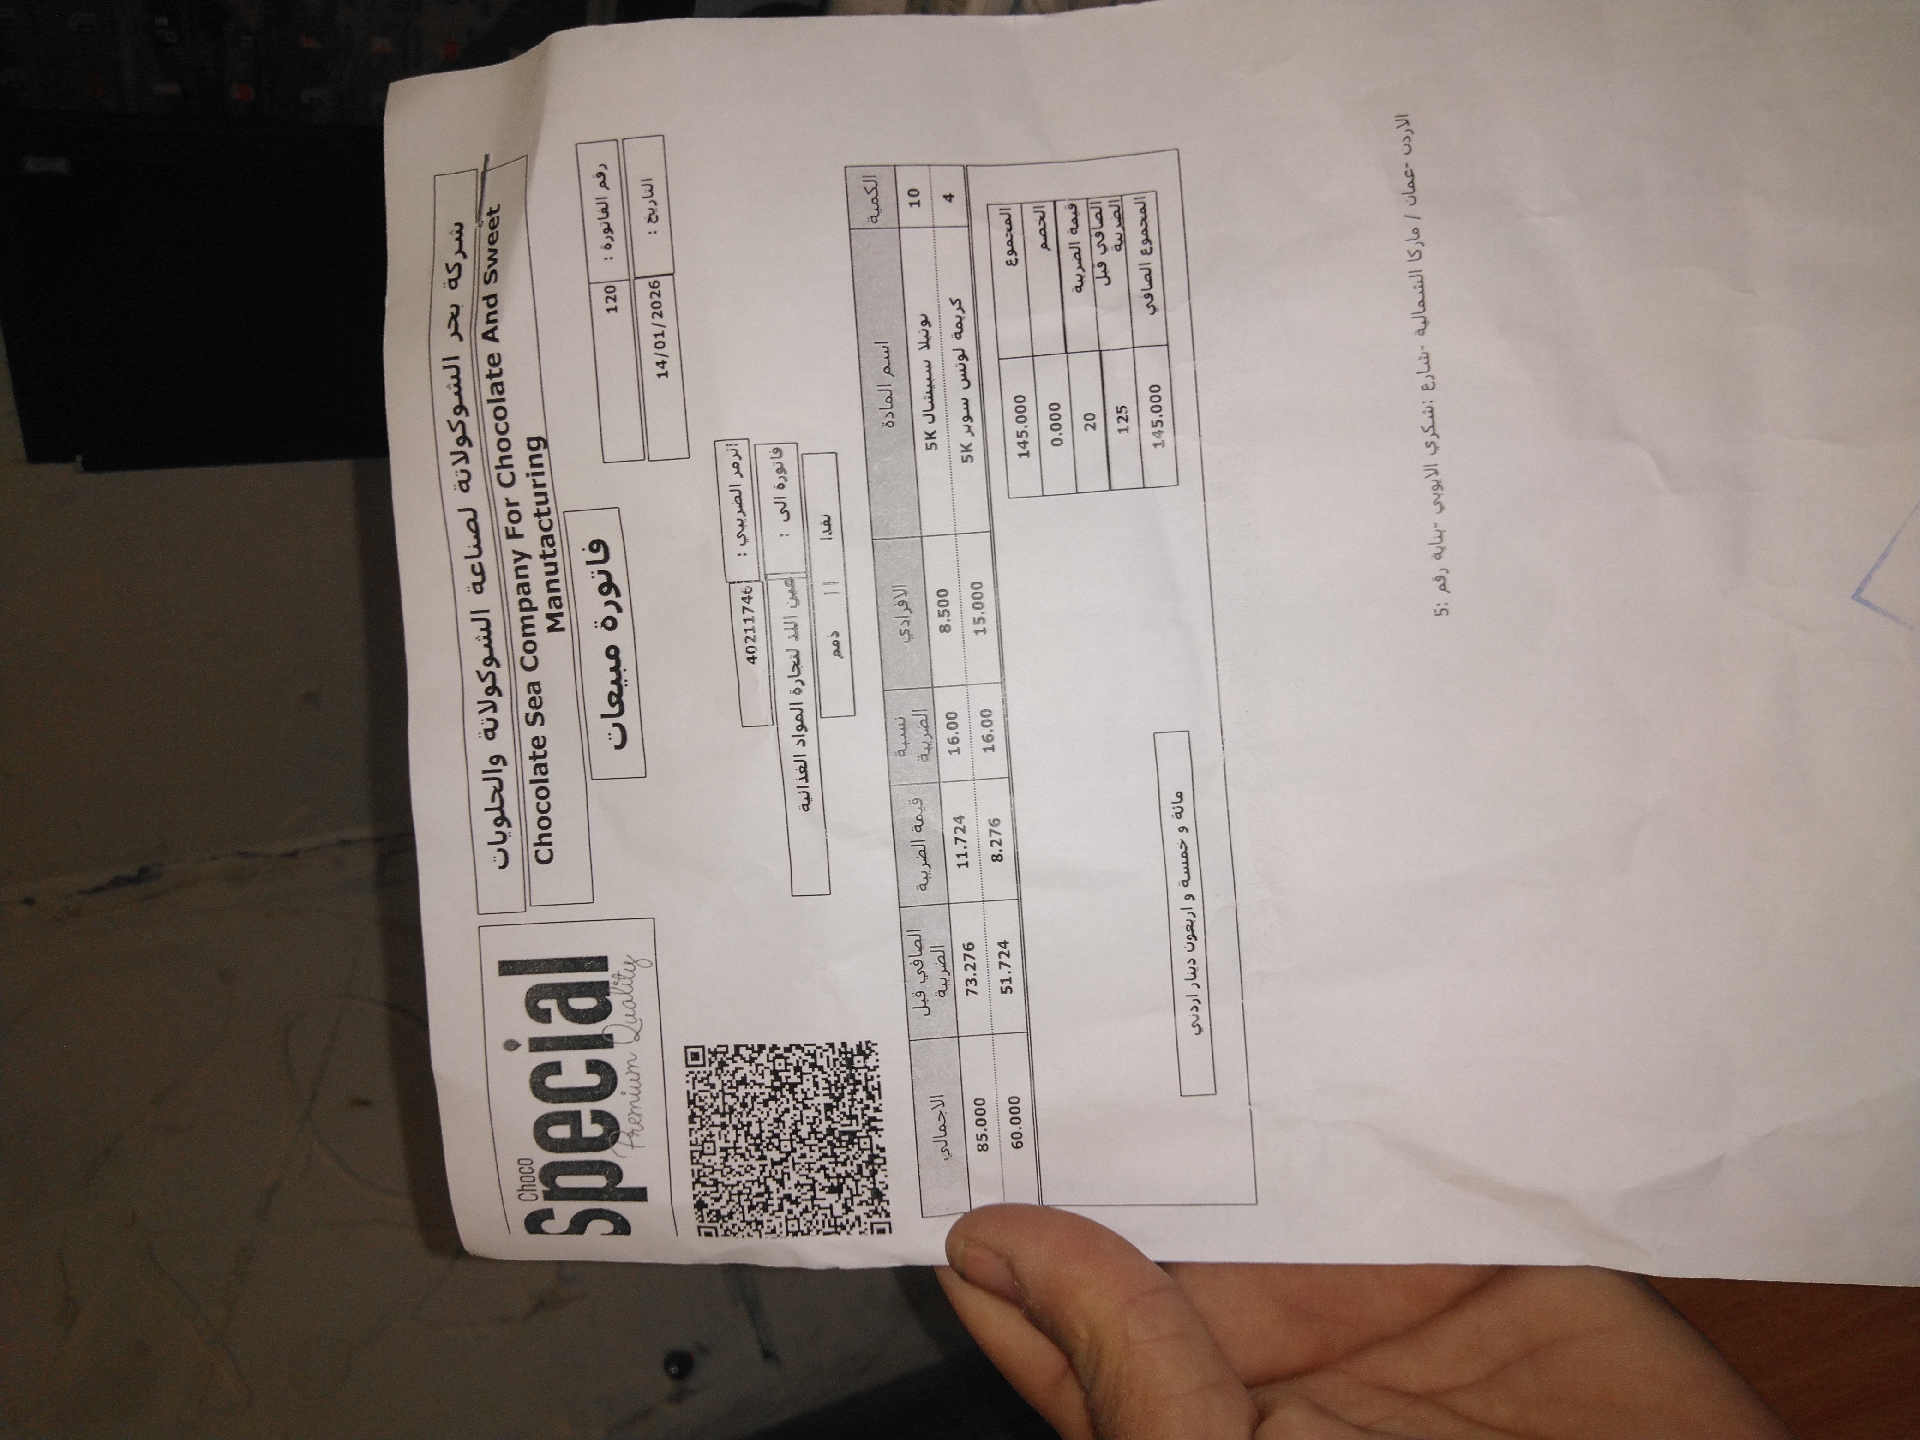 Choco
Special
Premium Quality
شركة بحر الشوكولاتة لصناعة الشوكولاتة والحلويات
Chocolate Sea Company For Chocolate And Sweet
Manutacturing
فاتورة مبيعات
رقم الفاتورة : 120
التاريخ : 14/01/2026
الرمز الضريبي : 40211746
فاتورة الى : عين اللد لتجارة المواد الغذائية
نقدا || ذمم
الكمية اسم المادة الافرادي نسبة الضريبة قيمة الضريبة الصافي قبل الضريبة الاجمالي
10 نوتيلا سبيشال 5K 8.500 16.00 11.724 73.276 85.000
4 كريمة لوتس سوبر 5K 15.000 16.00 8.276 51.724 60.000
المجموع 145.000
الخصم 0.000
قيمة الضريبة 20
الصافي قبل الضريبة 125
المجموع الصافي 145.000
مائة و خمسة و اربعون دينار اردني
الاردن -عمان / ماركا الشمالية -شارع :شكري الايوبي -بناية رقم :5